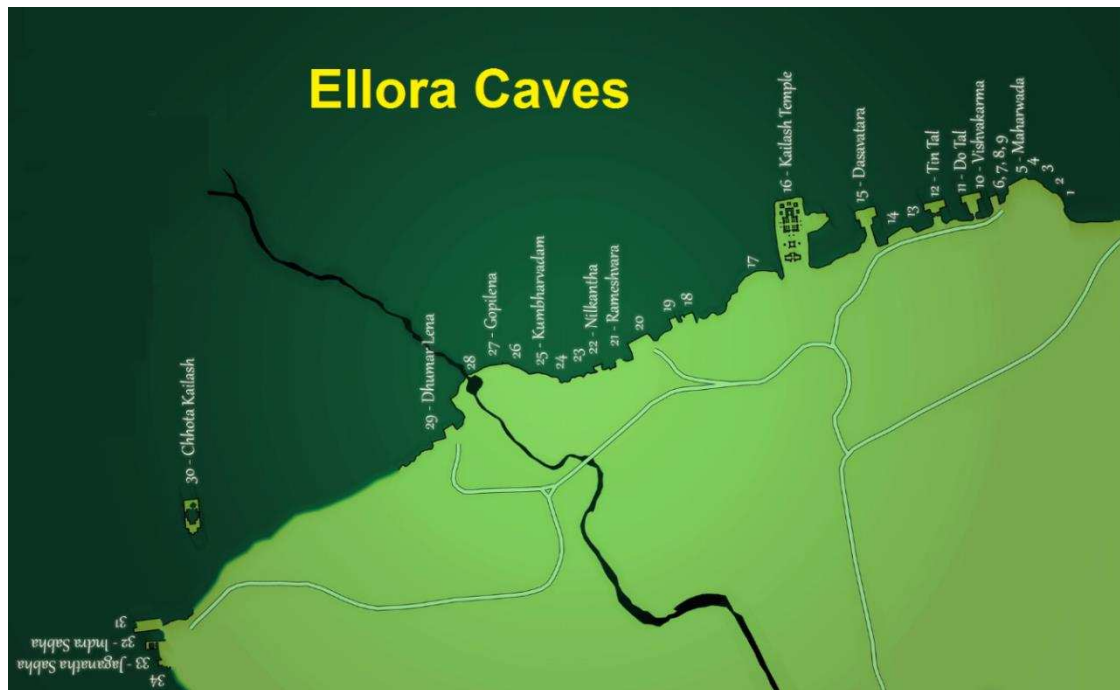 Ellora Caves
16 - Kailash Temple
15 - Dasavatara
14
13
12 - Tin Tal
11 - Do Tal
10 - Vishvakarma
6, 7, 8, 9
5 - Maharwada
4
3
2
1
17
18
19
20
21 - Rameshvara
22 - Nilkantha
23
24
25 - Kumbharvadam
26
27 - Gopilena
28
29 - Dhumar Lena
30 - Chhota Kailash
31
32 - Indra Sabha
33 - Jaganatha Sabha
34